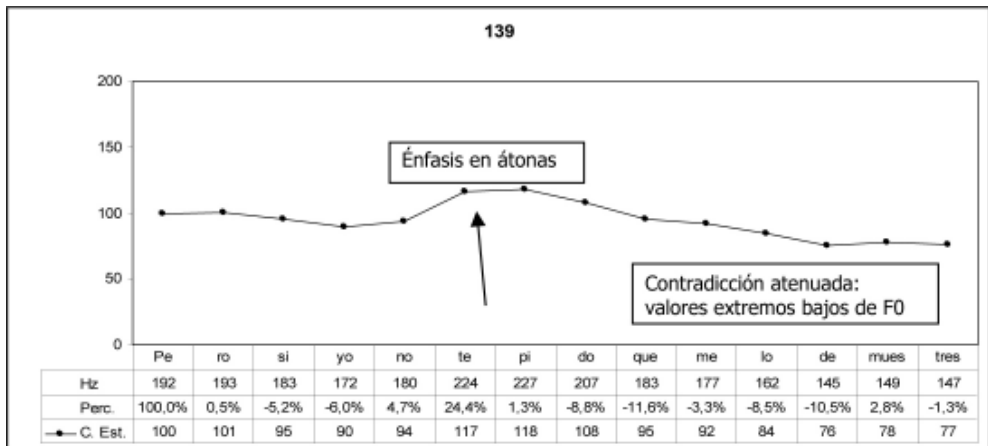 139
200
150
100
50
0
Énfasis en átonas
Contradicción atenuada:
valores extremos bajos de F0
Pe ro si yo no te pi do que me lo de mues tres
Hz 192 193 183 172 180 224 227 207 183 177 162 145 149 147
Perc. 100,0% 0,5% -5,2% -6,0% 4,7% 24,4% 1,3% -8,8% -11,6% -3,3% -8,5% -10,5% 2,8% -1,3%
C. Est. 100 101 95 90 94 117 118 108 95 92 84 76 78 77